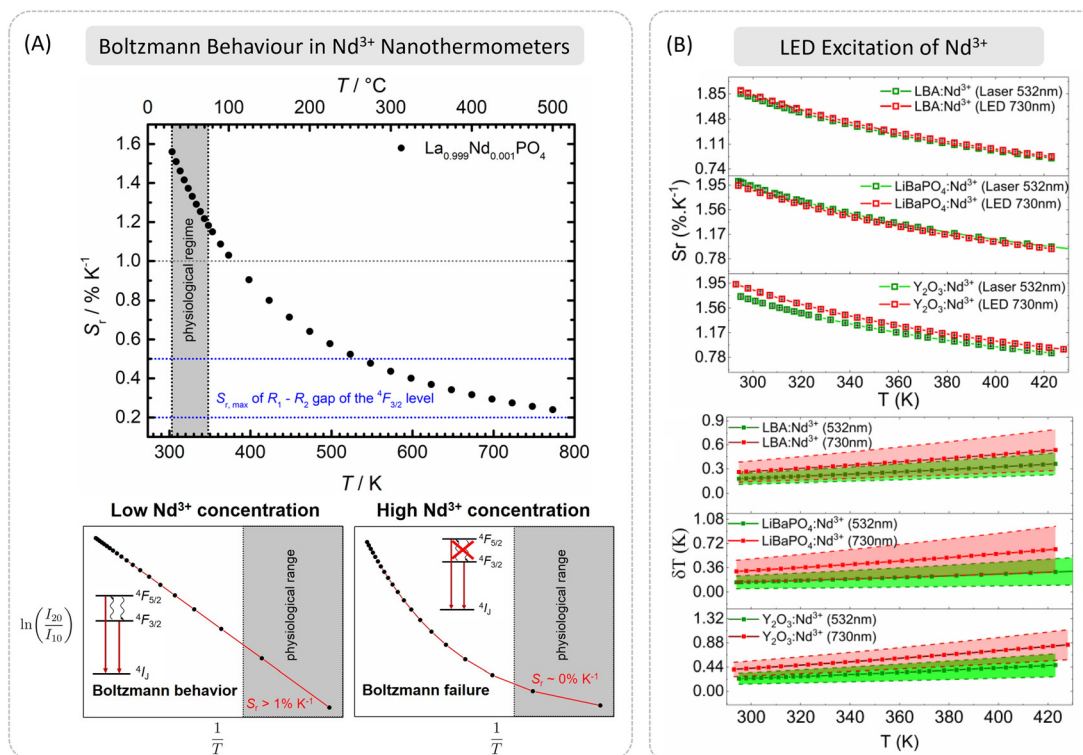 (A)
Boltzmann Behaviour in Nd³⁺ Nanothermometers
T / °C
0 100 200 300 400 500
La₀.₉₉₉Nd₀.₀₀₁PO₄
1.6
1.4
1.2
1.0
0.8
0.6
0.4
0.2
Sᵣ / % K⁻¹
physiological regime
Sᵣ, ₘₐₓ of R₁ - R₂ gap of the ⁴F₃/₂ level
300 400 500 600 700 800
T / K
Low Nd³⁺ concentration
ln(I₂₀/I₁₀)
⁴F₅/₂
⁴F₃/₂
⁴I_J
Boltzmann behavior
Sᵣ > 1% K⁻¹
physiological range
1/T
High Nd³⁺ concentration
⁴F₅/₂
⁴F₃/₂
⁴I_J
Boltzmann failure
Sᵣ ~ 0% K⁻¹
physiological range
1/T
(B)
LED Excitation of Nd³⁺
Sr (%.K⁻¹)
1.85
1.48
1.11
0.74
LBA:Nd³⁺ (Laser 532nm)
LBA:Nd³⁺ (LED 730nm)
1.95
1.56
1.17
0.78
LiBaPO₄:Nd³⁺ (Laser 532nm)
LiBaPO₄:Nd³⁺ (LED 730nm)
1.95
1.56
1.17
0.78
Y₂O₃:Nd³⁺ (Laser 532nm)
Y₂O₃:Nd³⁺ (LED 730nm)
300 320 340 360 380 400 420
T (K)
δT (K)
0.9
0.6
0.3
0.0
LBA:Nd³⁺ (532nm)
LBA:Nd³⁺ (730nm)
1.08
0.72
0.36
0.00
LiBaPO₄:Nd³⁺ (532nm)
LiBaPO₄:Nd³⁺ (730nm)
1.32
0.88
0.44
0.00
Y₂O₃:Nd³⁺ (532nm)
Y₂O₃:Nd³⁺ (730nm)
300 320 340 360 380 400 420
T (K)